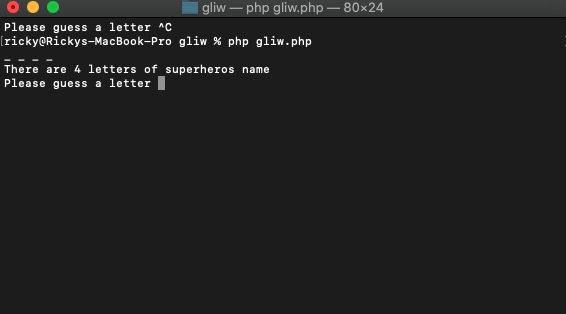 gliw — php gliw.php — 80×24
Please guess a letter ^C
[ricky@Rickys-MacBook-Pro gliw % php gliw.php ]
_ _ _ _
There are 4 letters of superheros name
Please guess a letter